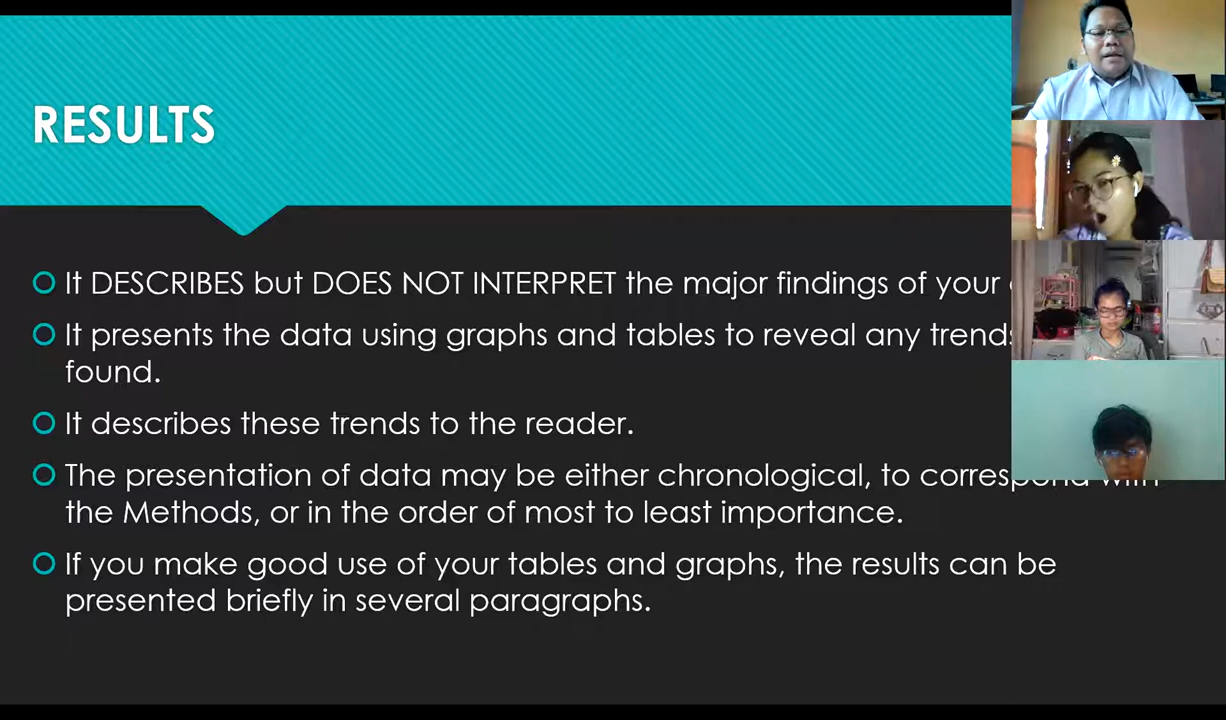 RESULTS
It DESCRIBES but DOES NOT INTERPRET the major findings of your
It presents the data using graphs and tables to reveal any trends
found.
It describes these trends to the reader.
The presentation of data may be either chronological, to correspond with
the Methods, or in the order of most to least importance.
If you make good use of your tables and graphs, the results can be
presented briefly in several paragraphs.